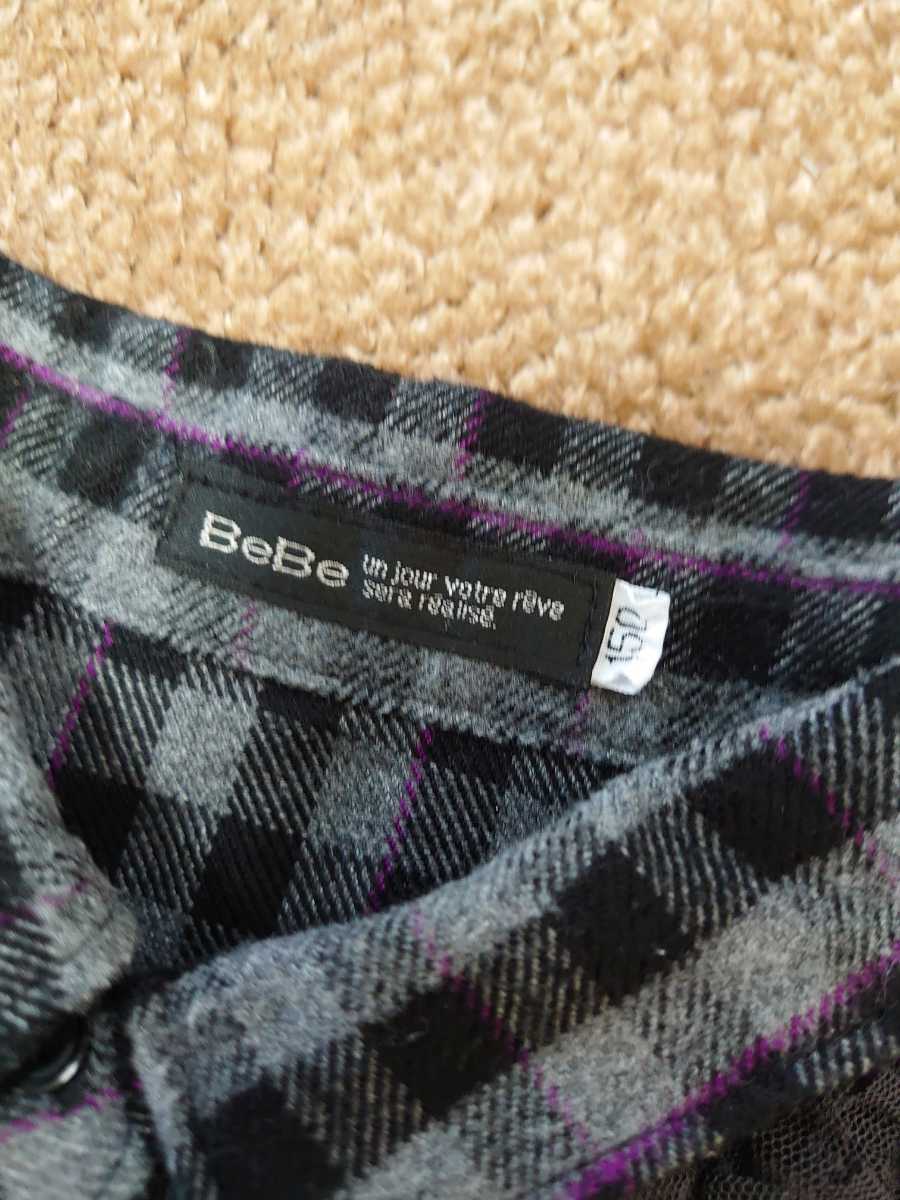 BeBe
un jour votre rêve
sera réalisé.
150